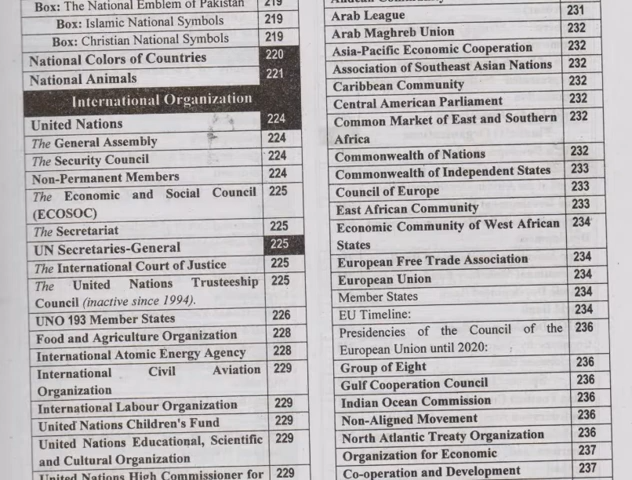 Box: The National Emblem of Pakistan 219
Box: Islamic National Symbols 219
Box: Christian National Symbols 219
National Colors of Countries 220
National Animals 221
International Organization
United Nations 224
The General Assembly 224
The Security Council 224
Non-Permanent Members 224
The Economic and Social Council 225
(ECOSOC)
The Secretariat 225
UN Secretaries-General 225
The International Court of Justice 225
The United Nations Trusteeship 225
Council (inactive since 1994).
UNO 193 Member States 226
Food and Agriculture Organization 228
International Atomic Energy Agency 228
International Civil Aviation 229
Organization
International Labour Organization 229
United Nations Children's Fund 229
United Nations Educational, Scientific 229
and Cultural Organization
United Nations High Commissioner for 229
231
Arab League
Arab Maghreb Union 232
Asia-Pacific Economic Cooperation 232
Association of Southeast Asian Nations 232
Caribbean Community 232
Central American Parliament 232
Common Market of East and Southern 232
Africa
Commonwealth of Nations 232
Commonwealth of Independent States 233
Council of Europe 233
East African Community 233
Economic Community of West African 234
States
European Free Trade Association 234
European Union 234
Member States 234
EU Timeline: 234
Presidencies of the Council of the 236
European Union until 2020:
Group of Eight 236
Gulf Cooperation Council 236
Indian Ocean Commission 236
Non-Aligned Movement 236
North Atlantic Treaty Organization 236
Organization for Economic 237
Co-operation and Development 237